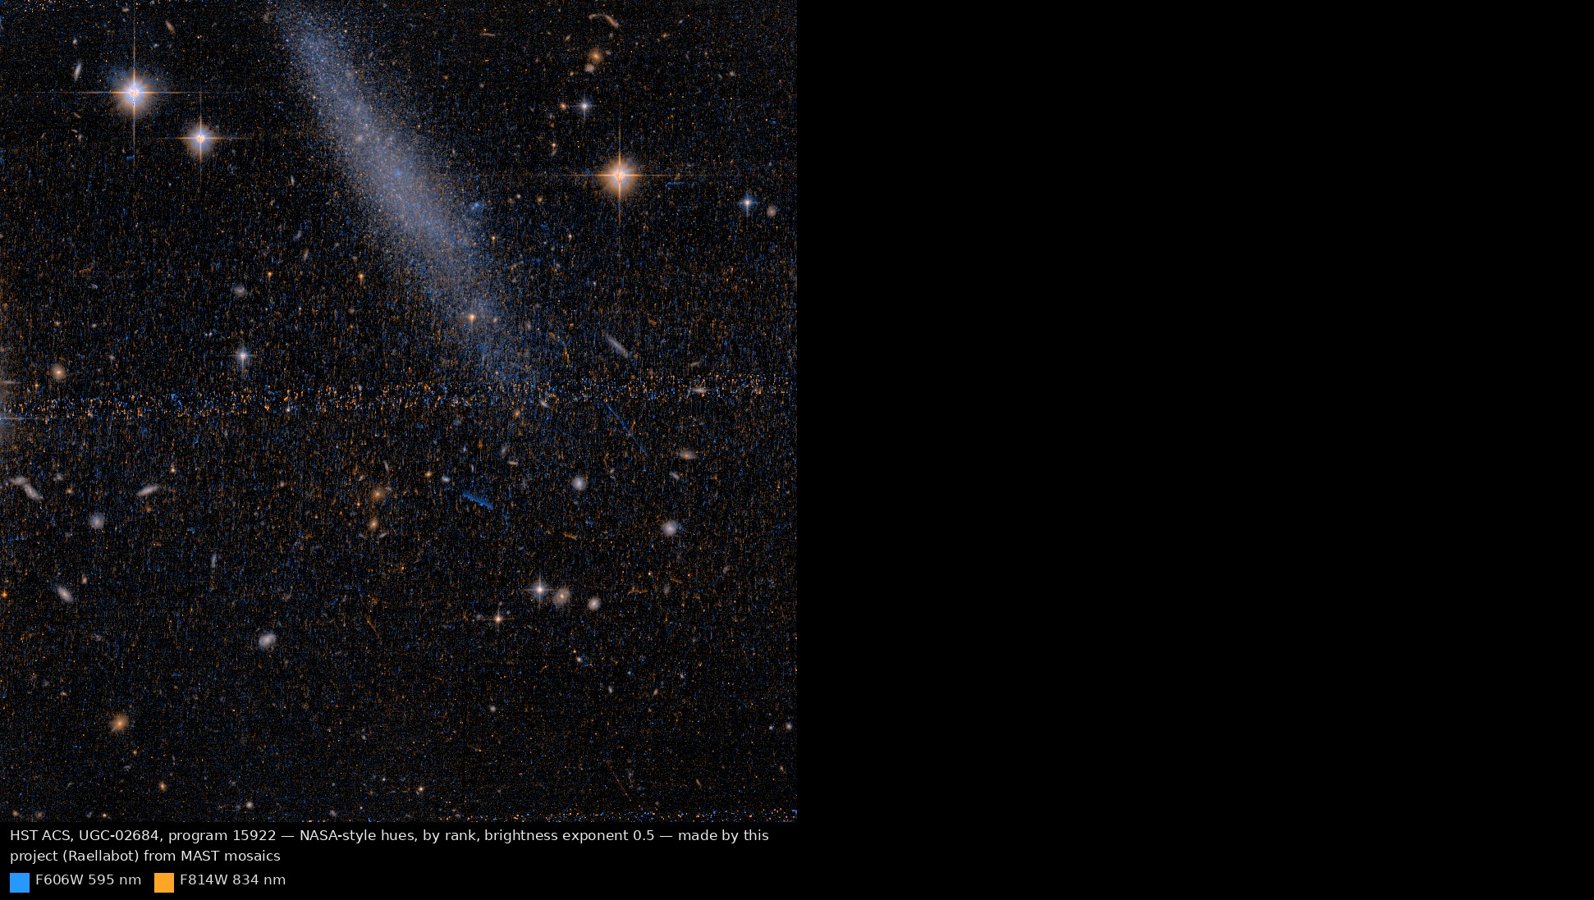 HST ACS, UGC-02684, program 15922 — NASA-style hues, by rank, brightness exponent 0.5 — made by this
project (Raellabot) from MAST mosaics
F606W 595 nm F814W 834 nm